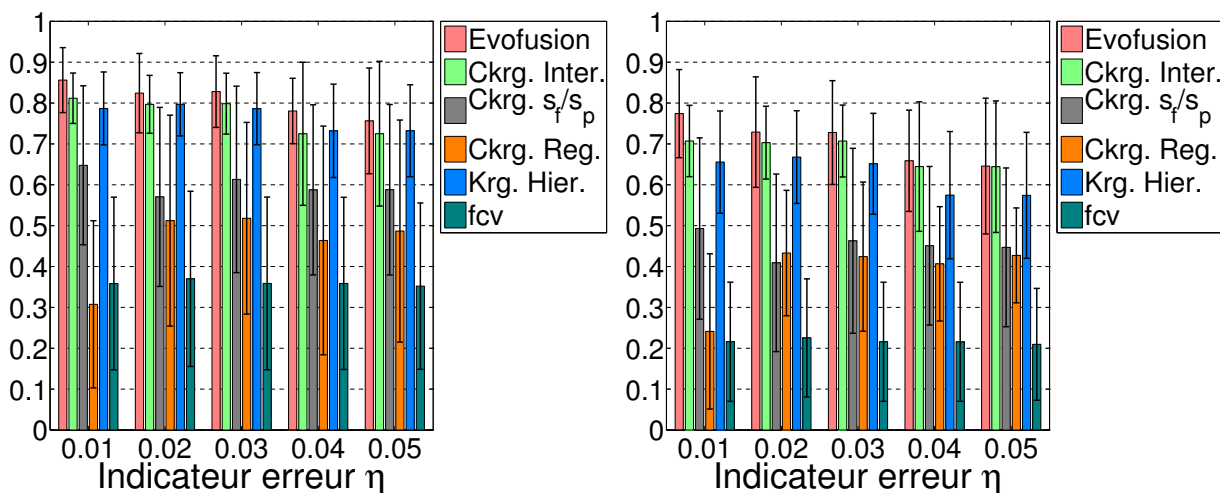 1
0.9
0.8
0.7
0.6
0.5
0.4
0.3
0.2
0.1
0
0.01 0.02 0.03 0.04 0.05
Indicateur erreur η
Evofusion
Ckrg. Inter.
Ckrg. s_f/s_p
Ckrg. Reg.
Krg. Hier.
fcv
1
0.9
0.8
0.7
0.6
0.5
0.4
0.3
0.2
0.1
0
0.01 0.02 0.03 0.04 0.05
Indicateur erreur η
Evofusion
Ckrg. Inter.
Ckrg. s_f/s_p
Ckrg. Reg.
Krg. Hier.
fcv